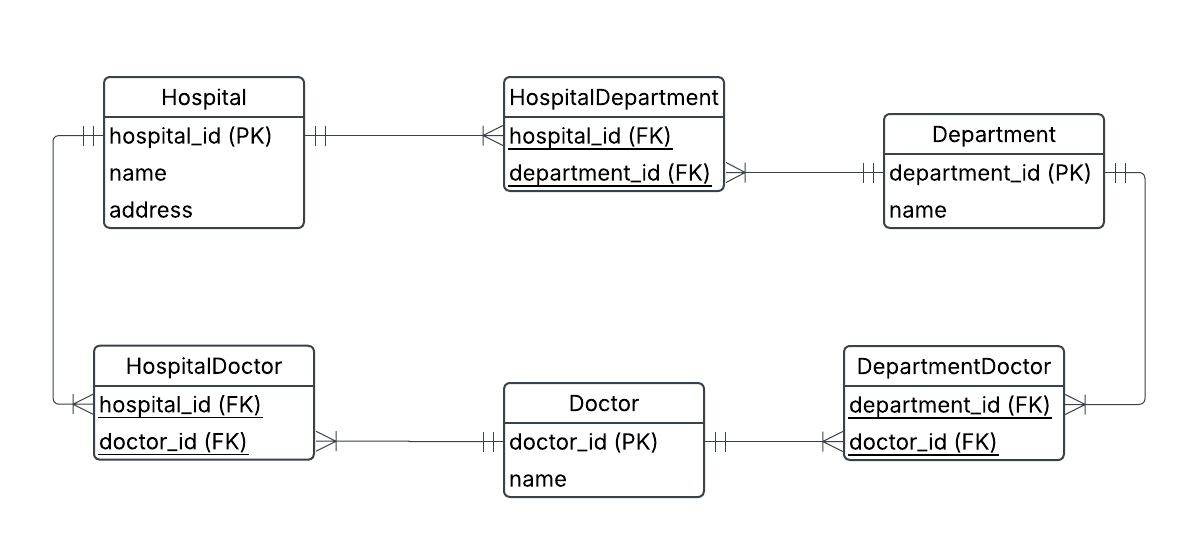 Hospital
hospital_id (PK)
name
address
HospitalDepartment
hospital_id (FK)
department_id (FK)
Department
department_id (PK)
name
HospitalDoctor
hospital_id (FK)
doctor_id (FK)
Doctor
doctor_id (PK)
name
DepartmentDoctor
department_id (FK)
doctor_id (FK)